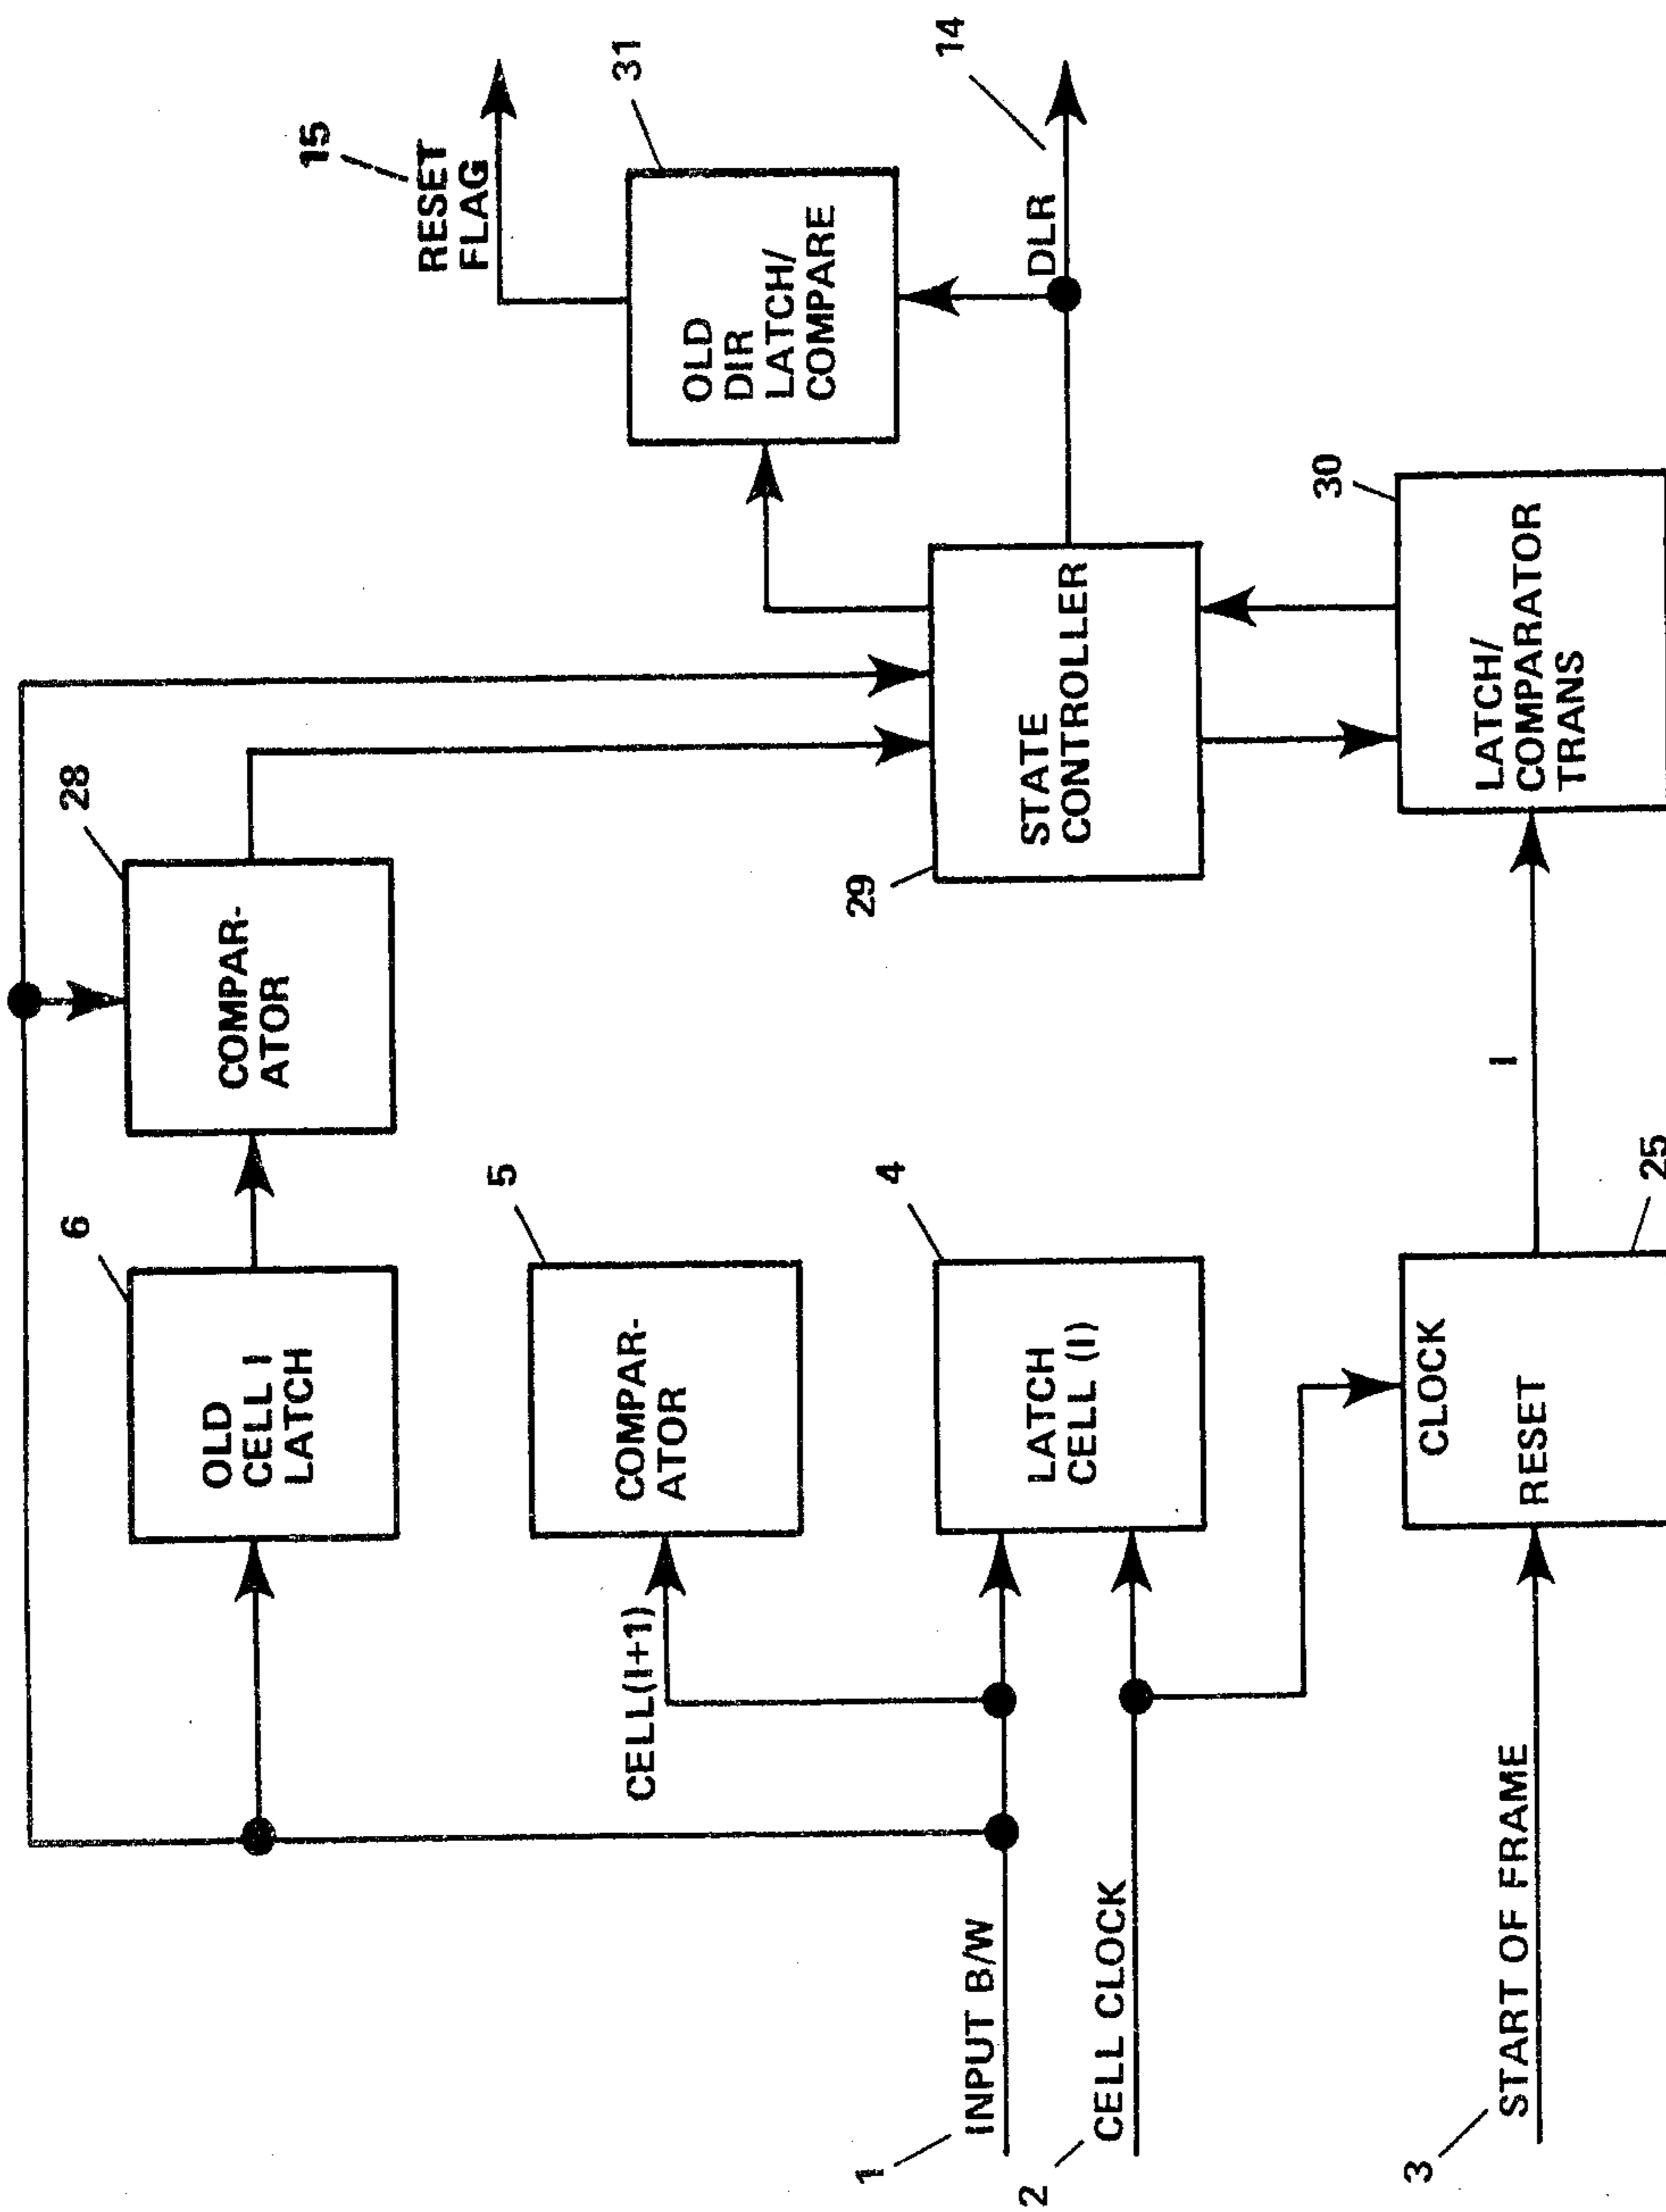 15
RESET
FLAG
31
OLD
DIR
LATCH/
COMPARE
14
DLR
28
COMPAR-
ATOR
29
STATE
CONTROLLER
30
LATCH/
COMPARATOR
TRANS
6
OLD
CELL I
LATCH
5
COMPAR-
ATOR
CELL(I+1)
4
LATCH
CELL (I)
I
25
CLOCK
RESET
1
INPUT B/W
2
CELL CLOCK
3
START OF FRAME